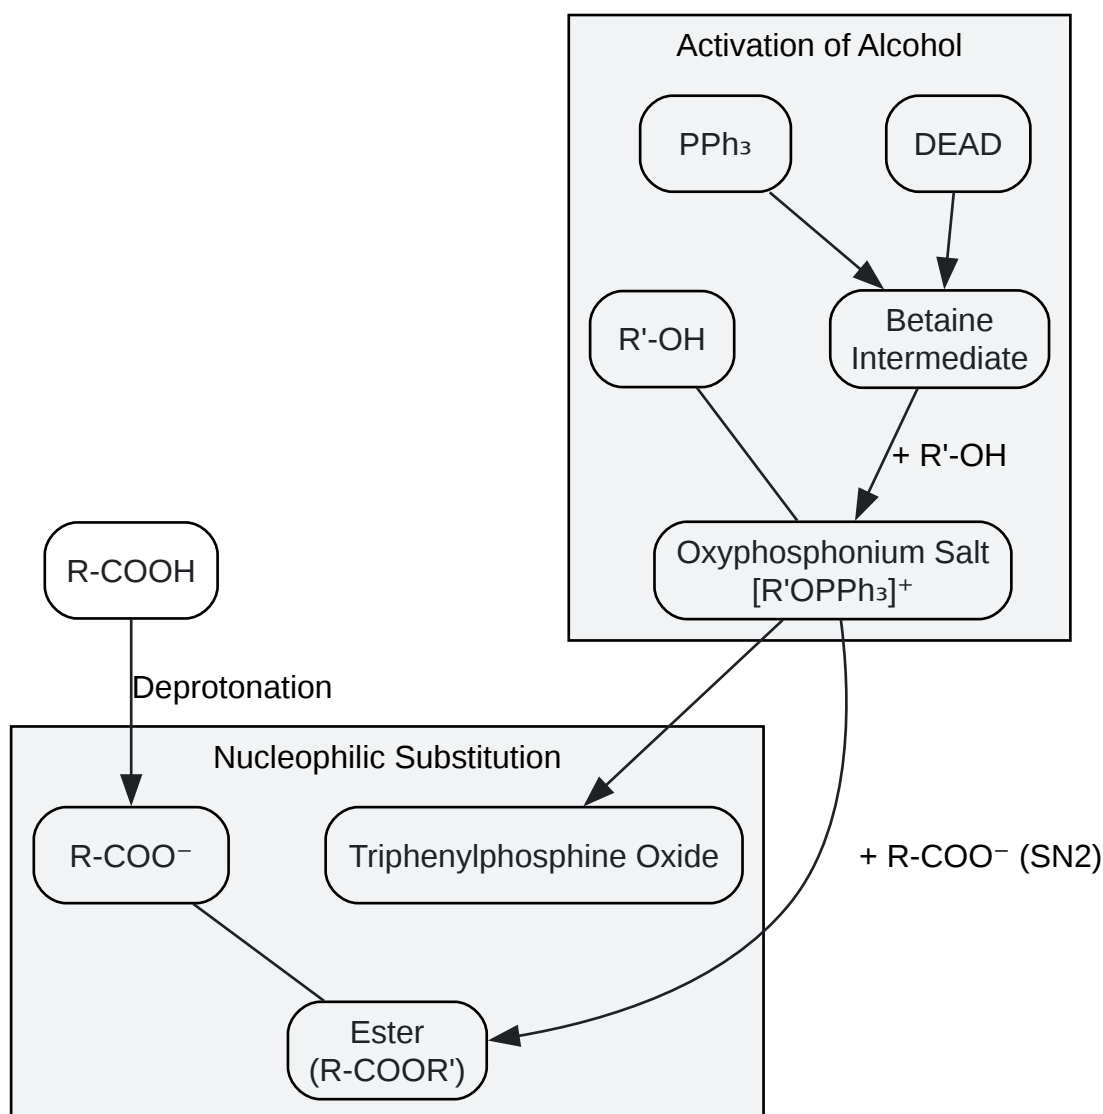 Activation of Alcohol
PPh₃
DEAD
R'-OH
Betaine
Intermediate
+ R'-OH
Oxyphosphonium Salt
[R'OPPh₃]⁺
R-COOH
Deprotonation
Nucleophilic Substitution
R-COO⁻
Triphenylphosphine Oxide
+ R-COO⁻ (SN2)
Ester
(R-COOR')